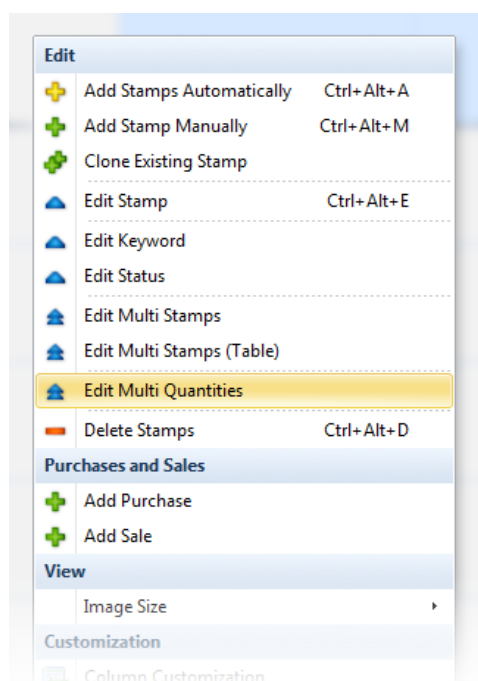 Edit
Add Stamps Automatically Ctrl+Alt+A
Add Stamp Manually Ctrl+Alt+M
Clone Existing Stamp
Edit Stamp Ctrl+Alt+E
Edit Keyword
Edit Status
Edit Multi Stamps
Edit Multi Stamps (Table)
Edit Multi Quantities
Delete Stamps Ctrl+Alt+D
Purchases and Sales
Add Purchase
Add Sale
View
Image Size
Customization
Column Customization